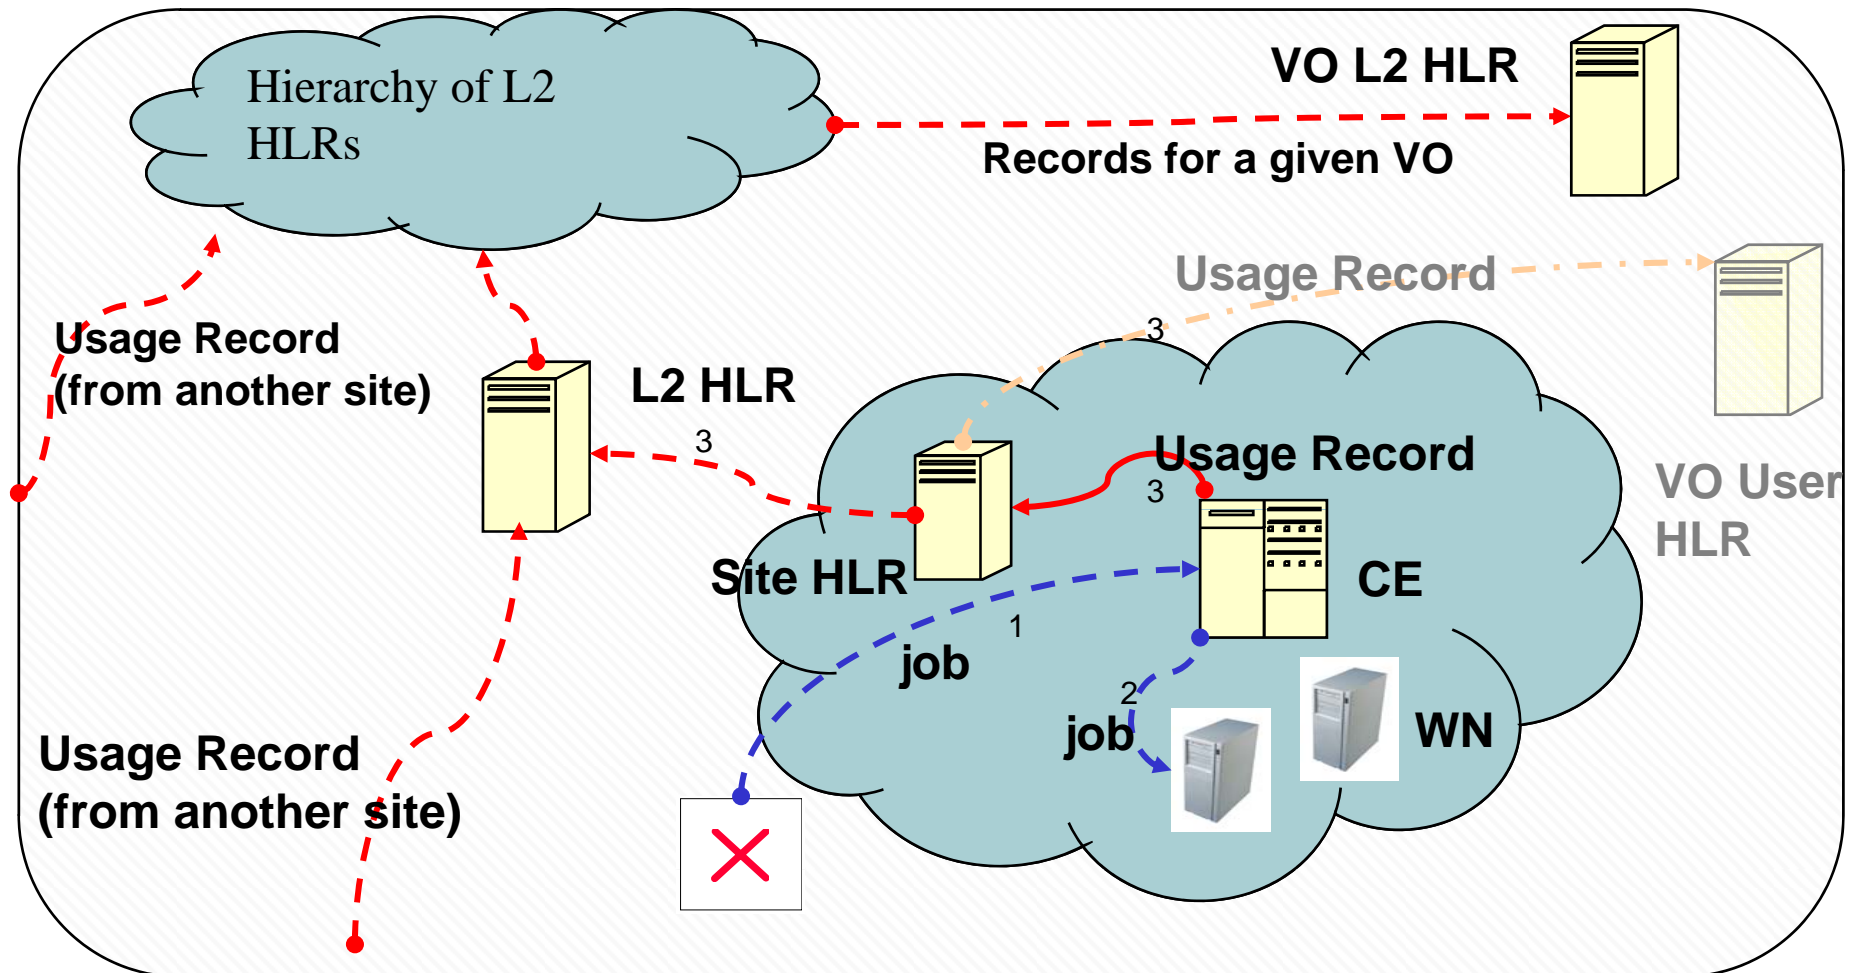 Hierarchy of L2
HLRs
VO L2 HLR
Records for a given VO
Usage Record
3
Usage Record
(from another site)
L2 HLR
3
Usage Record
3
VO User
HLR
Site HLR
CE
1
job
2
job
WN
Usage Record
(from another site)